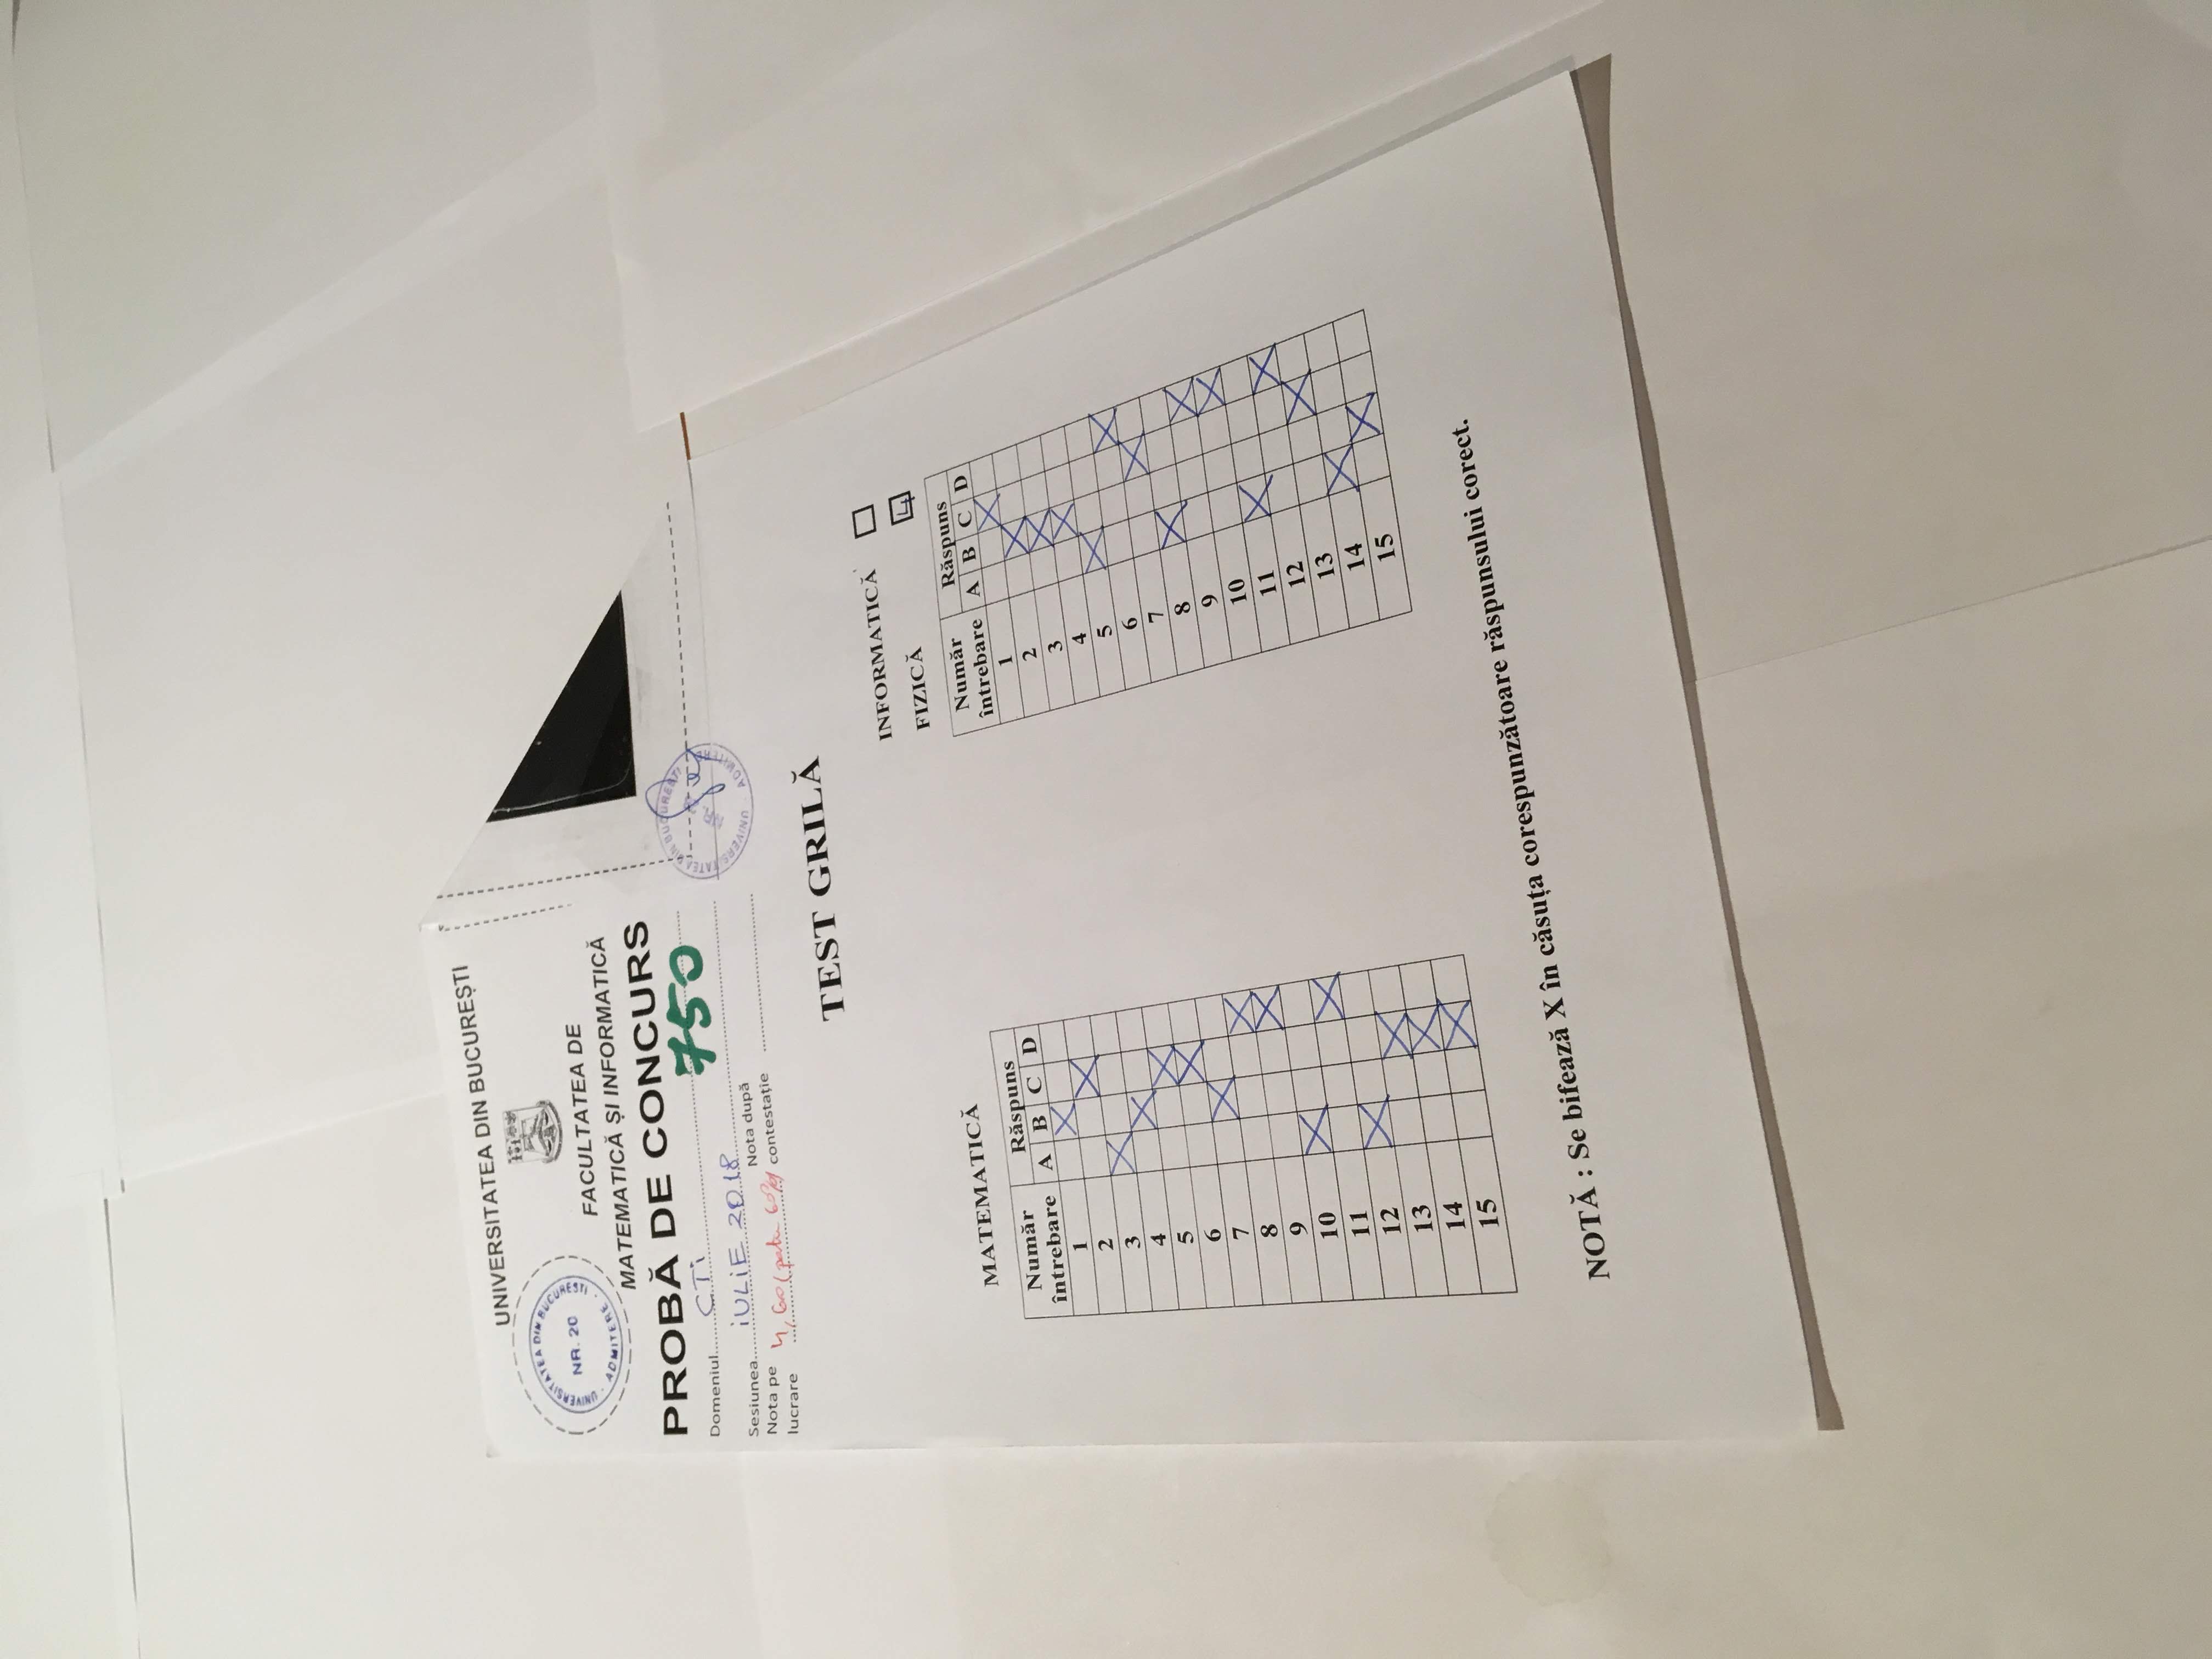 UNIVERSITATEA DIN BUCUREȘTI
UNIVERSITATEA DIN BUCUREȘTI
NR. 20
ADMITERE
FACULTATEA DE
MATEMATICĂ ȘI INFORMATICĂ
PROBĂ DE CONCURS
Domeniul CTi
750
Sesiunea iULiE 2018
Nota pe lucrare 4,60 (patru 60%)
Nota după contestație
UNIVERSITATEA DIN BUCUREȘTI
NR. 20
ADMITERE
TEST GRILĂ
INFORMATICĂ
FIZICĂ 4
MATEMATICĂ
Număr întrebare Răspuns
A B C D
1 X
2 X
3 X
4 X
5 X
6 X
7 X
8 X
9 X
10 X
11 X
12 X
13 X
14 X
15 X
Număr întrebare Răspuns
A B C D
1 X
2 X
3 X
4 X
5 X
6 X
7 X
8 X
9 X
10 X
11 X
12 X
13 X
14 X
15 X
NOTĂ : Se bifează X în căsuța corespunzătoare răspunsului corect.